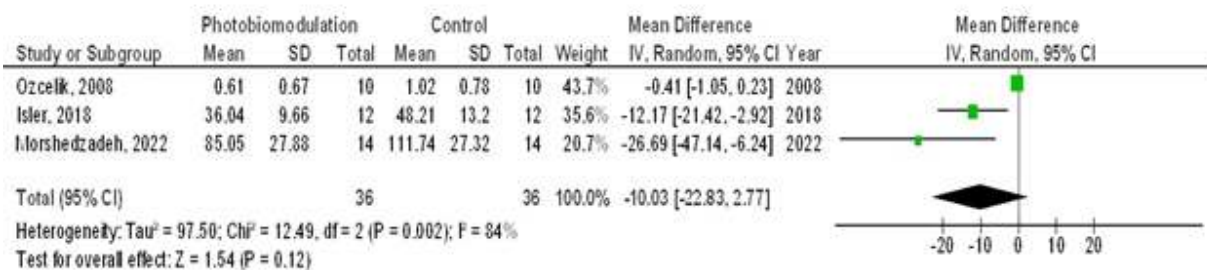 Photobiomodulation Control Mean Difference Mean Difference
Study or Subgroup Mean SD Total Mean SD Total Weight IV, Random, 95% CI Year IV, Random, 95% CI
Ozcelik, 2008 0.61 0.67 10 1.02 0.78 10 43.7% -0.41 [-1.05, 0.23] 2008
Isler, 2018 36.04 9.66 12 48.21 13.2 12 35.6% -12.17 [-21.42, -2.92] 2018
Morshedzadeh, 2022 85.05 27.88 14 111.74 27.32 14 20.7% -26.69 [-47.14, -6.24] 2022
Total (95% CI) 36 36 100.0% -10.03 [-22.83, 2.77]
Heterogeneity: Tau² = 97.50; Chi² = 12.49, df = 2 (P = 0.002); I² = 84%
Test for overall effect: Z = 1.54 (P = 0.12)
-20 -10 0 10 20